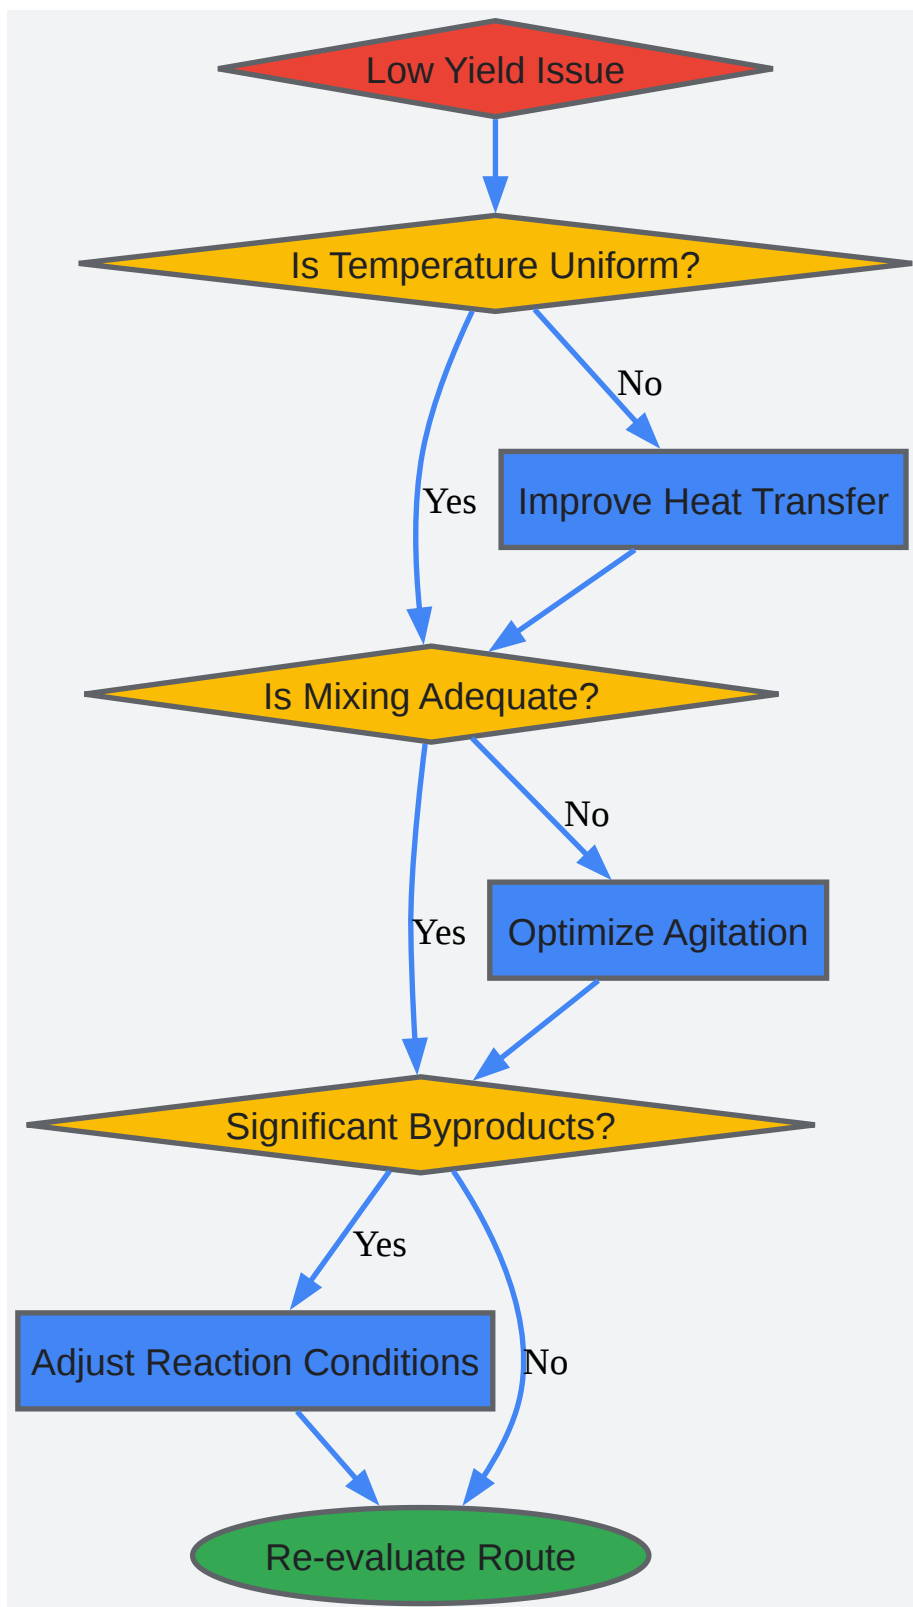 Low Yield Issue
Is Temperature Uniform?
No
Yes
Improve Heat Transfer
Is Mixing Adequate?
No
Yes
Optimize Agitation
Significant Byproducts?
Yes
Adjust Reaction Conditions
No
Re-evaluate Route